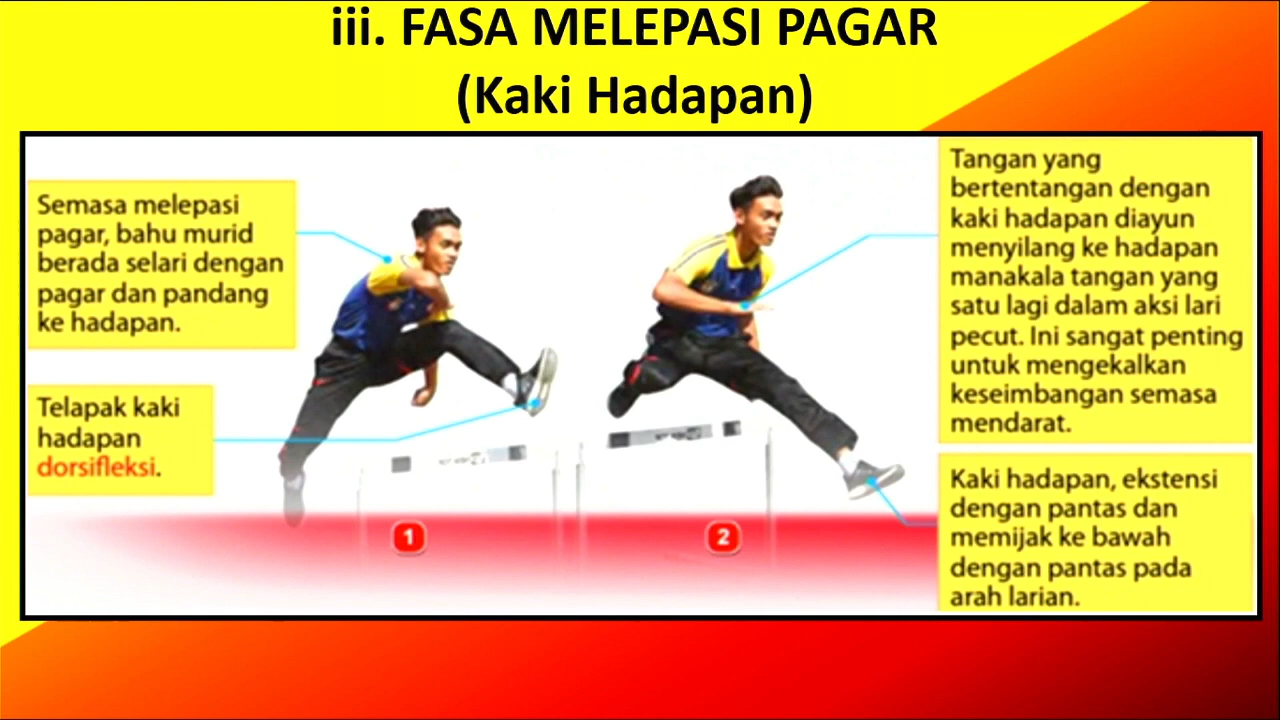 iii. FASA MELEPASI PAGAR
(Kaki Hadapan)
Semasa melepasi
pagar, bahu murid
berada selari dengan
pagar dan pandang
ke hadapan.
Telapak kaki
hadapan
dorsifleksi.
Tangan yang
bertentangan dengan
kaki hadapan diayun
menyilang ke hadapan
manakala tangan yang
satu lagi dalam aksi lari
pecut. Ini sangat penting
untuk mengekalkan
keseimbangan semasa
mendarat.
Kaki hadapan, ekstensi
dengan pantas dan
memijak ke bawah
dengan pantas pada
arah larian.
1
2